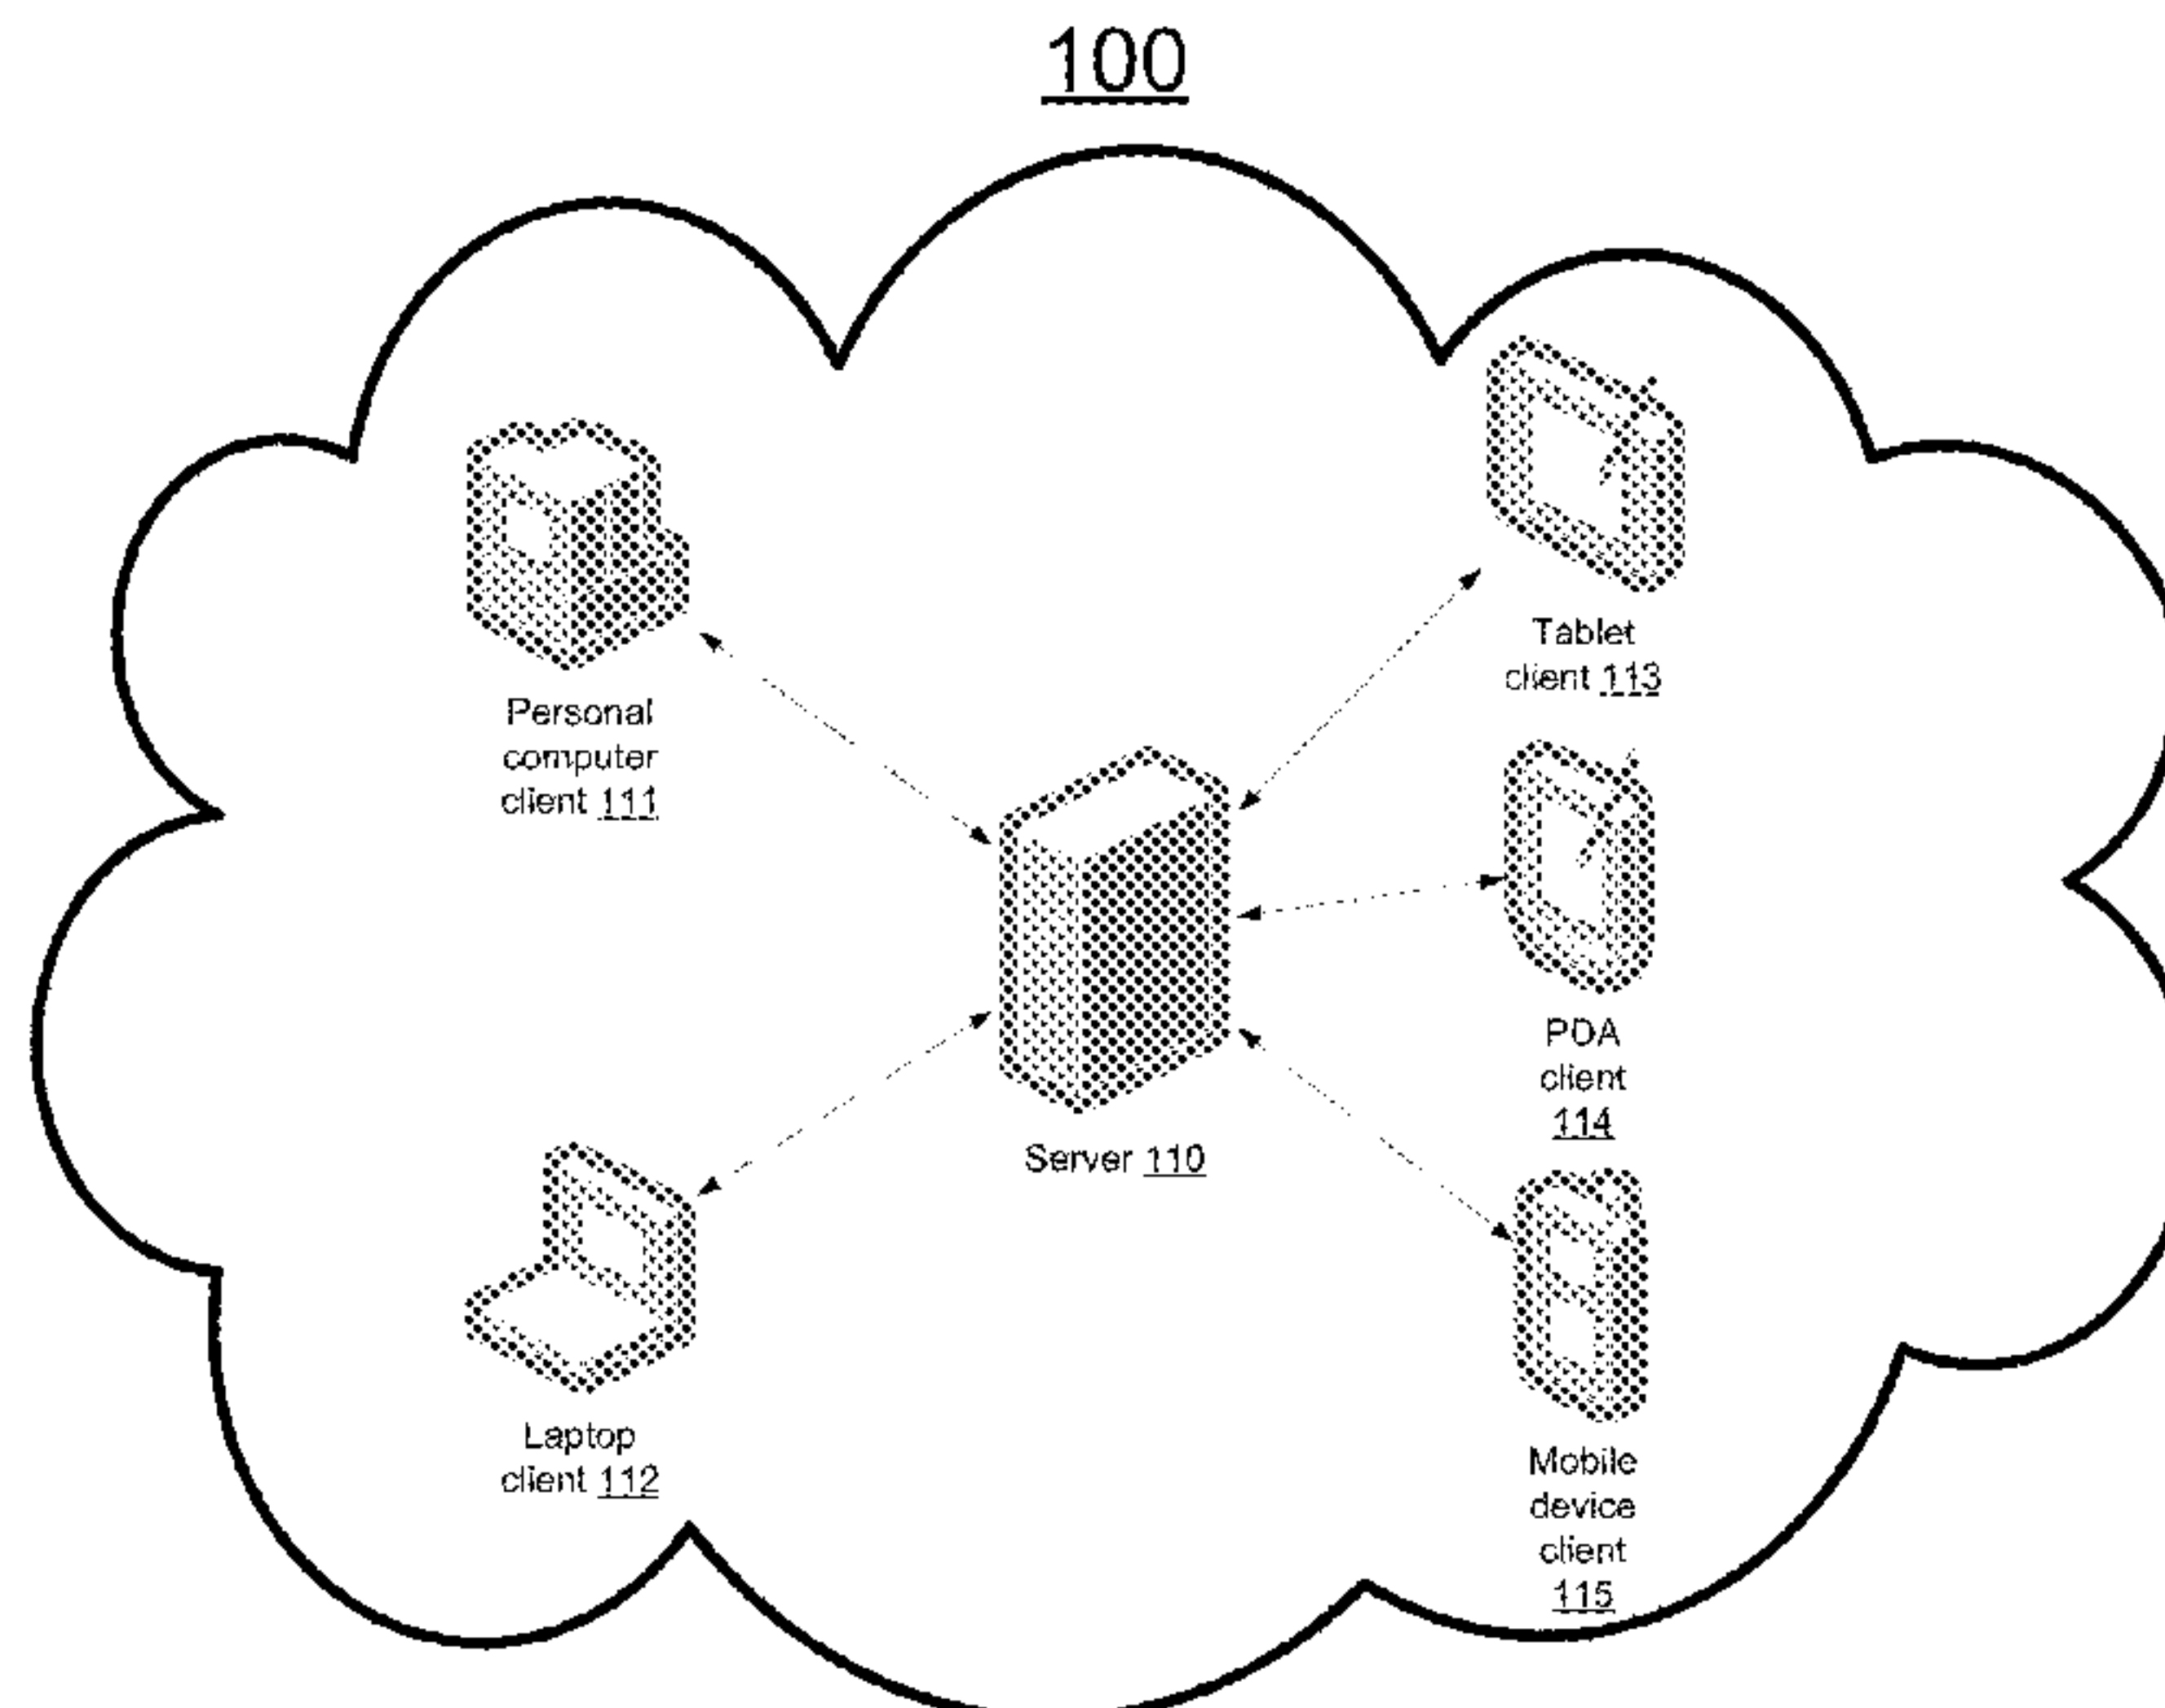 100
Personal
computer
client 111
Tablet
client 113
PDA
client
114
Server 110
Laptop
client 112
Mobile
device
client
115